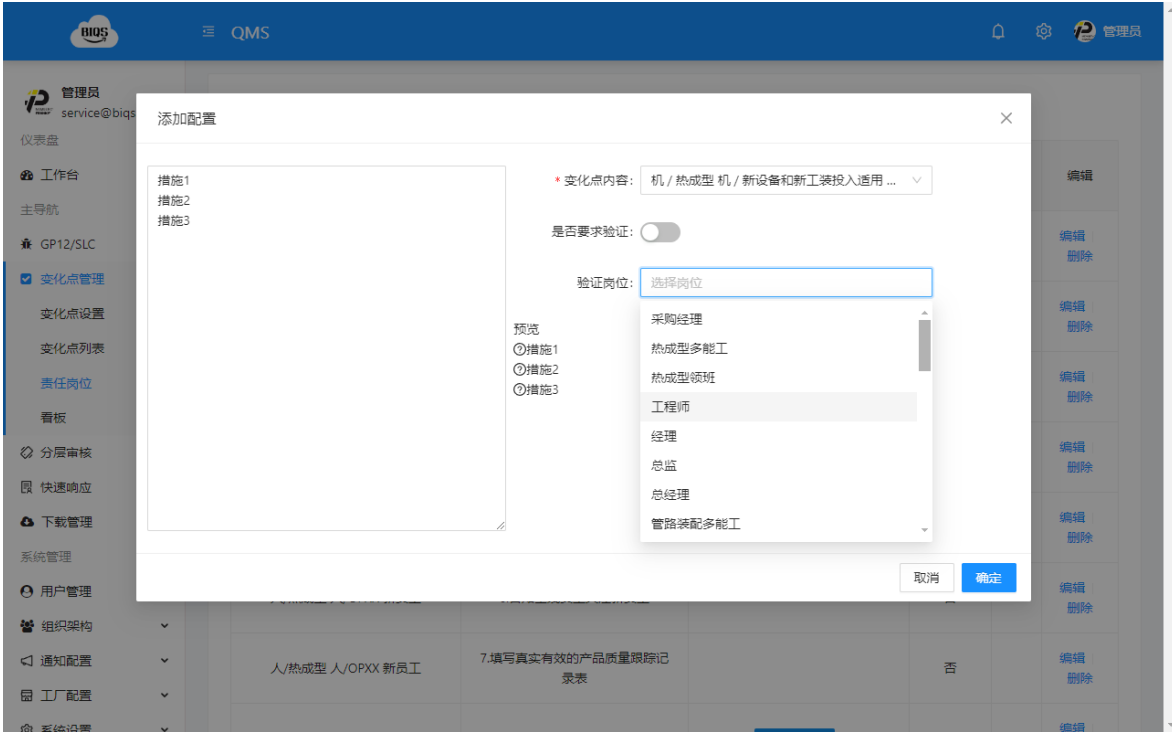 BIQS
QMS
管理员
管理员
service@biqs
仪表盘
工作台
主导航
GP12/SLC
变化点管理
变化点设置
变化点列表
责任岗位
看板
分层审核
快速响应
下载管理
系统管理
用户管理
组织架构
通知配置
工厂配置
系统设置
添加配置
措施1
措施2
措施3
* 变化点内容:
机 / 热成型 机 / 新设备和新工装投入适用 ...
是否要求验证:
验证岗位:
选择岗位
预览
措施1
措施2
措施3
采购经理
热成型多能工
热成型领班
工程师
经理
总监
总经理
管路装配多能工
取消
确定
编辑
编辑
删除
编辑
删除
编辑
删除
编辑
删除
编辑
删除
编辑
删除
人/热成型 人/OPXX 新员工
7.填写真实有效的产品质量跟踪记
录表
否
编辑
删除
编辑